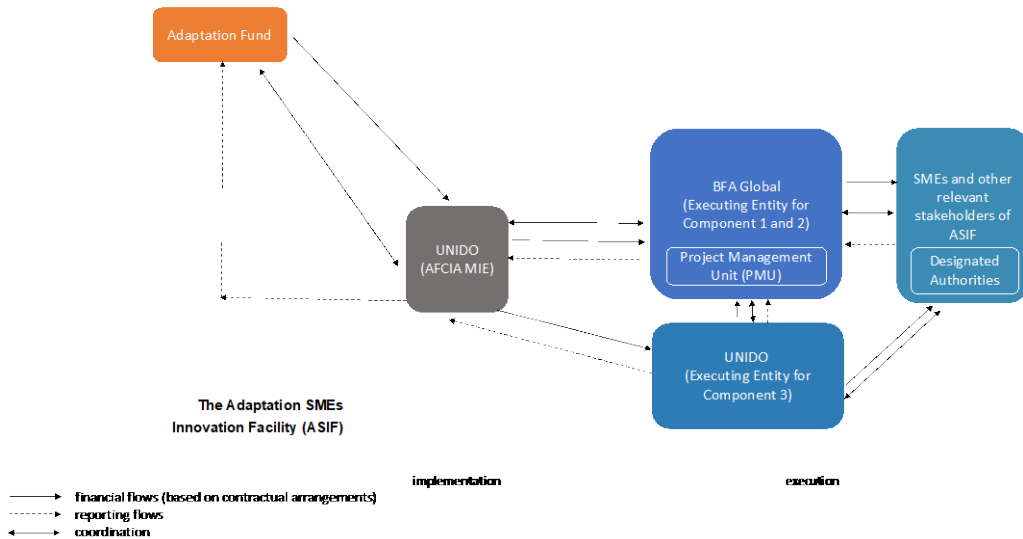 Adaptation Fund
UNIDO
(AFCIA MIE)
BFA Global
(Executing Entity for
Component 1 and 2)
Project Management
Unit (PMU)
SMEs and other
relevant
stakeholders of
ASIF
Designated
Authorities
UNIDO
(Executing Entity for
Component 3)
The Adaptation SMEs
Innovation Facility (ASIF)
implementation
execution
financial flows (based on contractual arrangements)
reporting flows
coordination